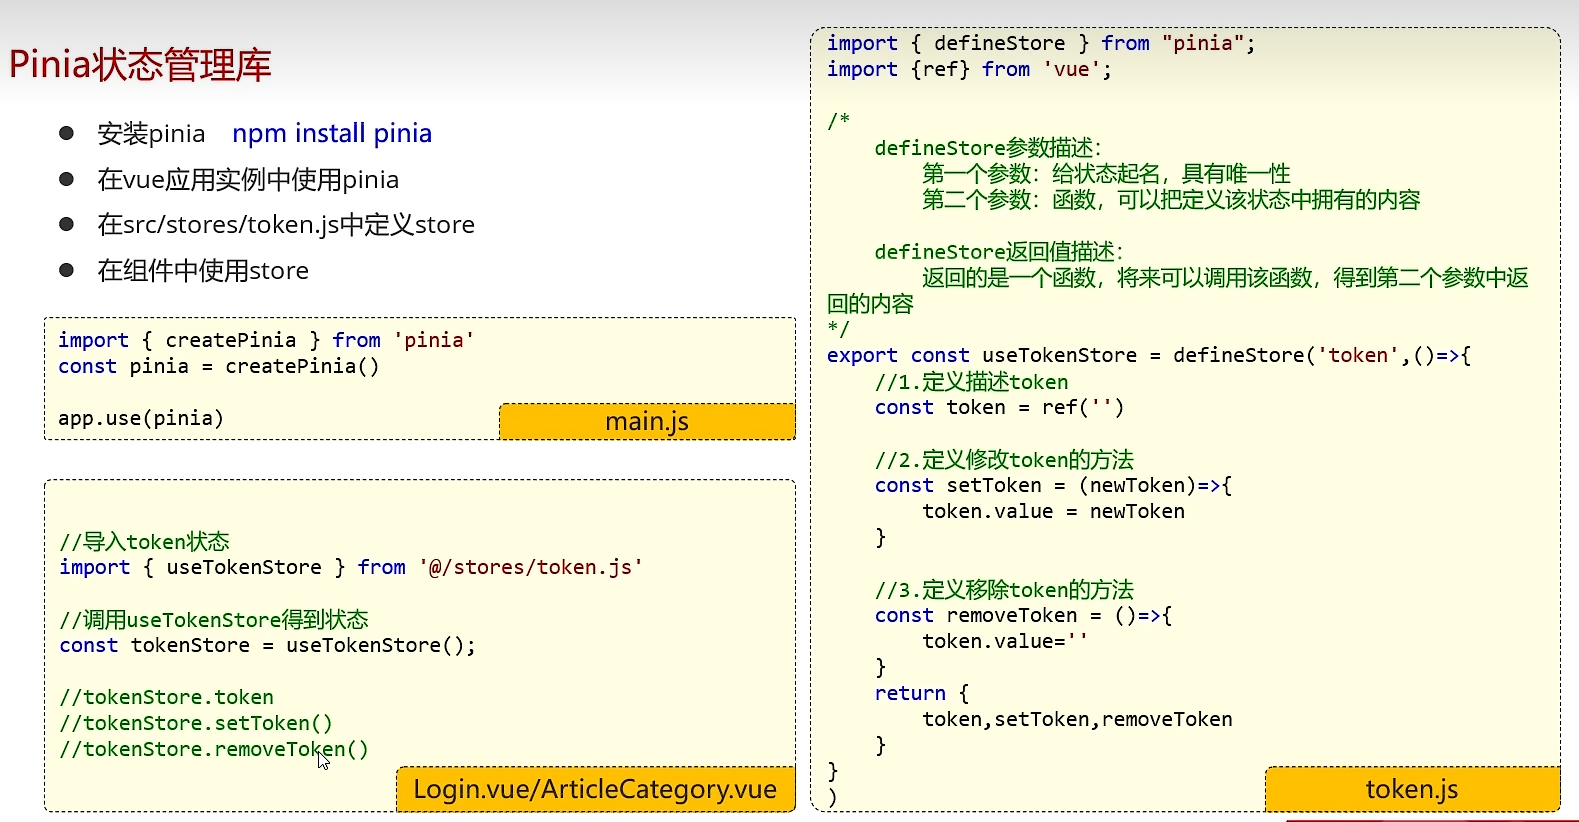 Pinia状态管理库
● 安装pinia npm install pinia
● 在vue应用实例中使用pinia
● 在src/stores/token.js中定义store
● 在组件中使用store
import { createPinia } from 'pinia'
const pinia = createPinia()
app.use(pinia)
main.js
//导入token状态
import { useTokenStore } from '@/stores/token.js'
//调用useTokenStore得到状态
const tokenStore = useTokenStore();
//tokenStore.token
//tokenStore.setToken()
//tokenStore.removeToken()
Login.vue/ArticleCategory.vue
import { defineStore } from "pinia";
import {ref} from 'vue';
/*
defineStore参数描述：
第一个参数：给状态起名，具有唯一性
第二个参数：函数，可以把定义该状态中拥有的内容
defineStore返回值描述：
返回的是一个函数，将来可以调用该函数，得到第二个参数中返
回的内容
*/
export const useTokenStore = defineStore('token',()=>{
//1.定义描述token
const token = ref('')
//2.定义修改token的方法
const setToken = (newToken)=>{
token.value = newToken
}
//3.定义移除token的方法
const removeToken = ()=>{
token.value=''
}
return {
token,setToken,removeToken
}
}
)
token.js